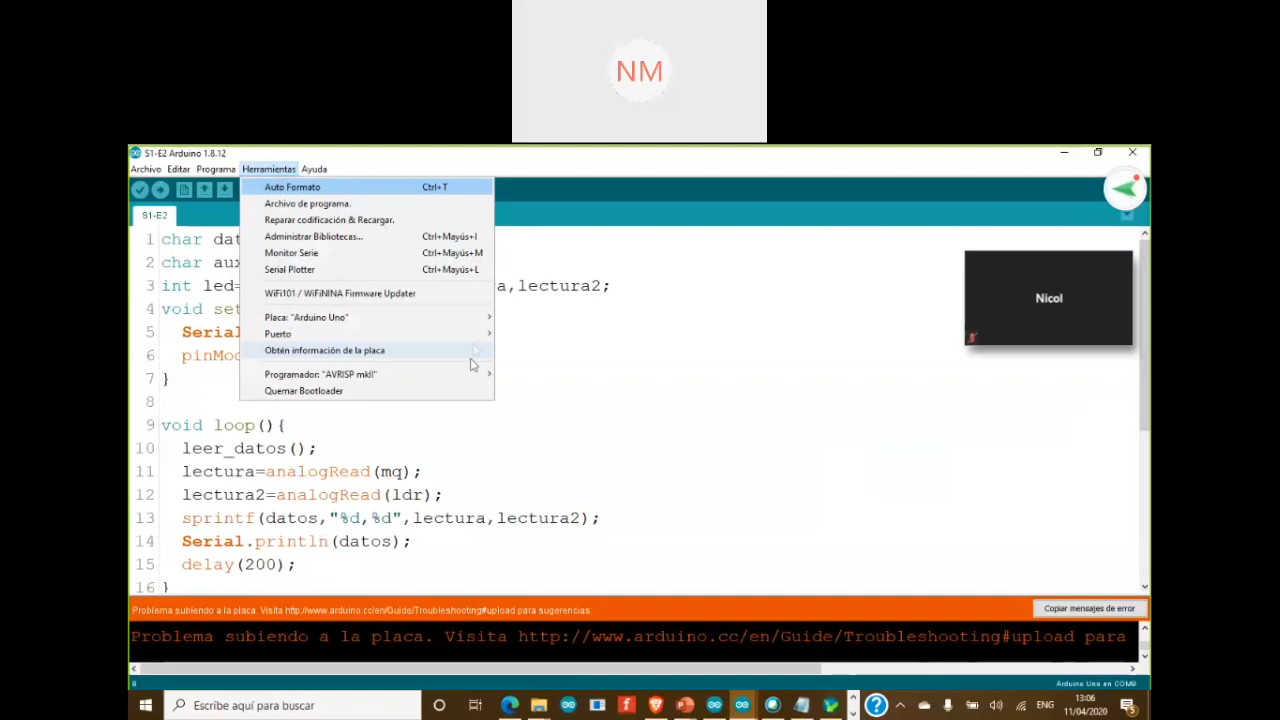 NM
S1-E2 Arduino 1.8.12
Archivo Editar Programa Herramientas Ayuda
Auto Formato Ctrl+T
Archivo de programa.
Reparar codificación & Recargar.
Administrar Bibliotecas... Ctrl+Mayús+I
Monitor Serie Ctrl+Mayús+M
Serial Plotter Ctrl+Mayús+L
WiFi101 / WiFiNINA Firmware Updater
Placa: "Arduino Uno"
Puerto
Obtén información de la placa
Programador: "AVRISP mkII"
Quemar Bootloader
S1-E2
1 char dat
2 char aux
3 int led= a,lectura2;
4 void set
5 Serial
6 pinMod
7 }
8
9 void loop(){
10 leer_datos();
11 lectura=analogRead(mq);
12 lectura2=analogRead(ldr);
13 sprintf(datos,"%d,%d",lectura,lectura2);
14 Serial.println(datos);
15 delay(200);
16 }
Nicol
Problema subiendo a la placa. Visita http://www.arduino.cc/en/Guide/Troubleshooting#upload para sugerencias.
Copiar mensajes de error
Problema subiendo a la placa. Visita http://www.arduino.cc/en/Guide/Troubleshooting#upload para
8 Arduino Uno en COM9
Escribe aquí para buscar
ENG
13:06
11/04/2020
5